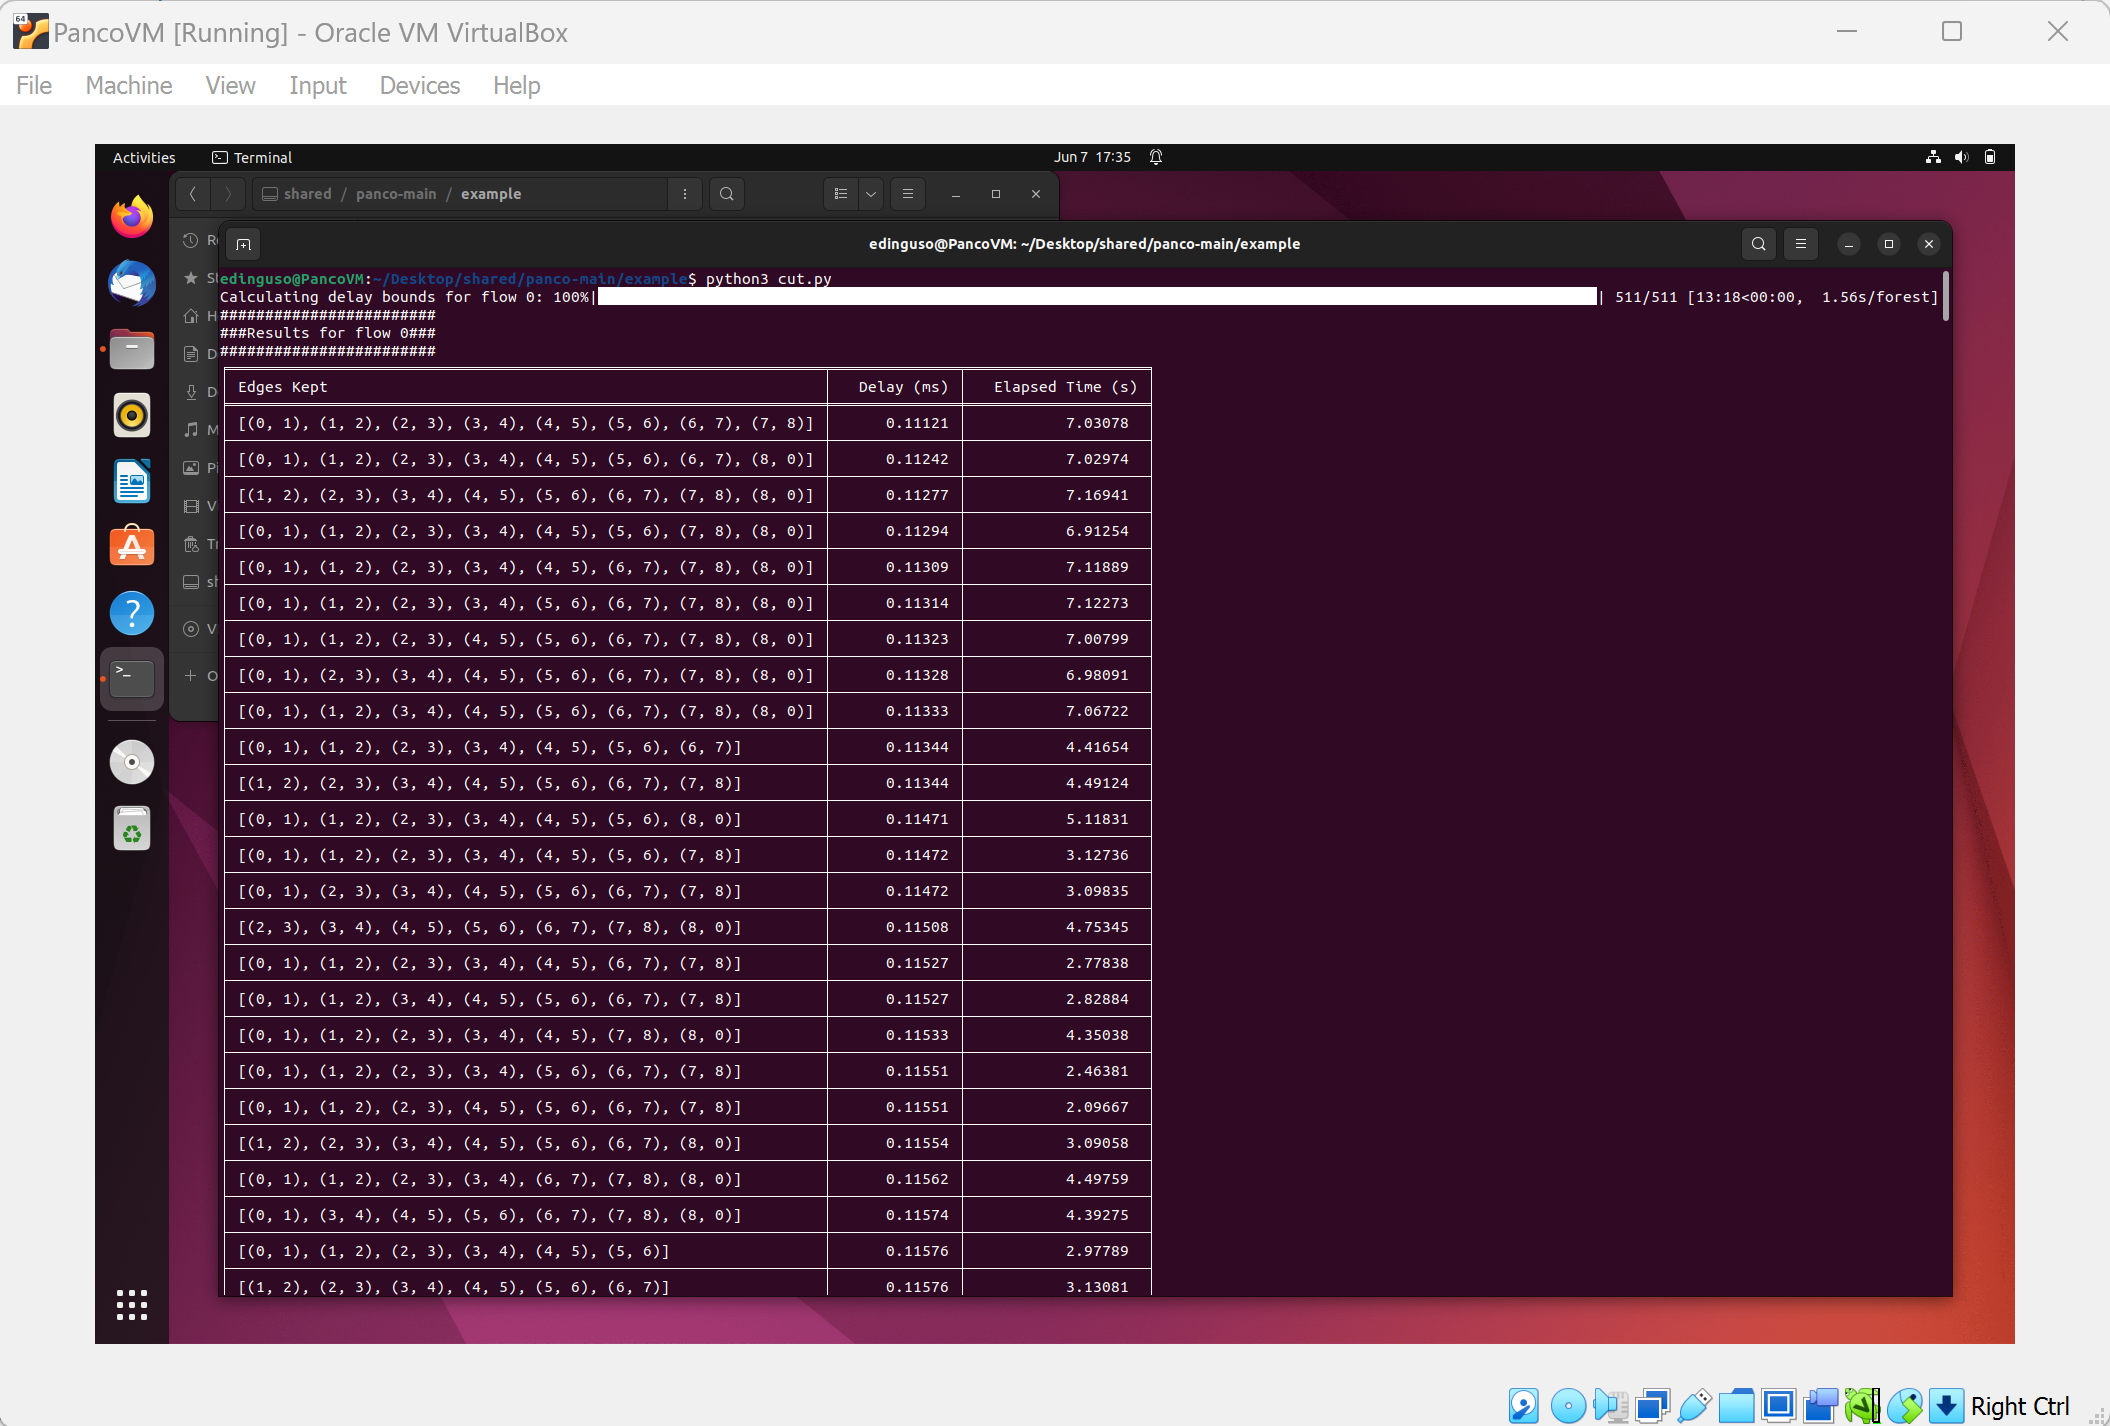 PancoVM [Running] - Oracle VM VirtualBox
File Machine View Input Devices Help
Activities Terminal Jun 7 17:35
shared / panco-main / example
edinguso@PancoVM: ~/Desktop/shared/panco-main/example
edinguso@PancoVM:~/Desktop/shared/panco-main/example$ python3 cut.py
Calculating delay bounds for flow 0: 100%| | 511/511 [13:18<00:00, 1.56s/forest]
########################
###Results for flow 0###
########################
Edges Kept Delay (ms) Elapsed Time (s)
[(0, 1), (1, 2), (2, 3), (3, 4), (4, 5), (5, 6), (6, 7), (7, 8)] 0.11121 7.03078
[(0, 1), (1, 2), (2, 3), (3, 4), (4, 5), (5, 6), (6, 7), (8, 0)] 0.11242 7.02974
[(1, 2), (2, 3), (3, 4), (4, 5), (5, 6), (6, 7), (7, 8), (8, 0)] 0.11277 7.16941
[(0, 1), (1, 2), (2, 3), (3, 4), (4, 5), (5, 6), (7, 8), (8, 0)] 0.11294 6.91254
[(0, 1), (1, 2), (2, 3), (3, 4), (4, 5), (6, 7), (7, 8), (8, 0)] 0.11309 7.11889
[(0, 1), (1, 2), (2, 3), (3, 4), (5, 6), (6, 7), (7, 8), (8, 0)] 0.11314 7.12273
[(0, 1), (1, 2), (2, 3), (4, 5), (5, 6), (6, 7), (7, 8), (8, 0)] 0.11323 7.00799
[(0, 1), (2, 3), (3, 4), (4, 5), (5, 6), (6, 7), (7, 8), (8, 0)] 0.11328 6.98091
[(0, 1), (1, 2), (3, 4), (4, 5), (5, 6), (6, 7), (7, 8), (8, 0)] 0.11333 7.06722
[(0, 1), (1, 2), (2, 3), (3, 4), (4, 5), (5, 6), (6, 7)] 0.11344 4.41654
[(1, 2), (2, 3), (3, 4), (4, 5), (5, 6), (6, 7), (7, 8)] 0.11344 4.49124
[(0, 1), (1, 2), (2, 3), (3, 4), (4, 5), (5, 6), (8, 0)] 0.11471 5.11831
[(0, 1), (1, 2), (2, 3), (3, 4), (4, 5), (5, 6), (7, 8)] 0.11472 3.12736
[(0, 1), (2, 3), (3, 4), (4, 5), (5, 6), (6, 7), (7, 8)] 0.11472 3.09835
[(2, 3), (3, 4), (4, 5), (5, 6), (6, 7), (7, 8), (8, 0)] 0.11508 4.75345
[(0, 1), (1, 2), (2, 3), (3, 4), (4, 5), (6, 7), (7, 8)] 0.11527 2.77838
[(0, 1), (1, 2), (3, 4), (4, 5), (5, 6), (6, 7), (7, 8)] 0.11527 2.82884
[(0, 1), (1, 2), (2, 3), (3, 4), (4, 5), (7, 8), (8, 0)] 0.11533 4.35038
[(0, 1), (1, 2), (2, 3), (3, 4), (5, 6), (6, 7), (7, 8)] 0.11551 2.46381
[(0, 1), (1, 2), (2, 3), (4, 5), (5, 6), (6, 7), (7, 8)] 0.11551 2.09667
[(1, 2), (2, 3), (3, 4), (4, 5), (5, 6), (6, 7), (8, 0)] 0.11554 3.09058
[(0, 1), (1, 2), (2, 3), (3, 4), (6, 7), (7, 8), (8, 0)] 0.11562 4.49759
[(0, 1), (3, 4), (4, 5), (5, 6), (6, 7), (7, 8), (8, 0)] 0.11574 4.39275
[(0, 1), (1, 2), (2, 3), (3, 4), (4, 5), (5, 6)] 0.11576 2.97789
[(1, 2), (2, 3), (3, 4), (4, 5), (5, 6), (6, 7)] 0.11576 3.13081
Right Ctrl